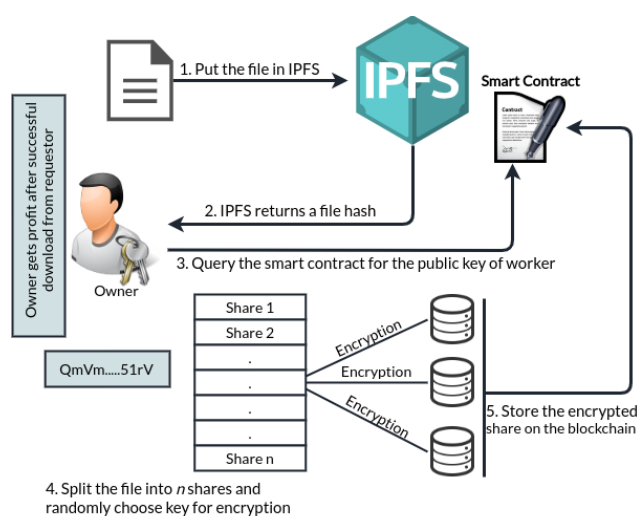 1. Put the file in IPFS
IPFS
Smart Contract
Contract
Owner gets profit after successful
download from requestor
2. IPFS returns a file hash
3. Query the smart contract for the public key of worker
Owner
Share 1
Share 2
.
.
.
.
Share n
Encryption
Encryption
Encryption
QmVm.....51rV
5. Store the encrypted
share on the blockchain
4. Split the file into n shares and
randomly choose key for encryption